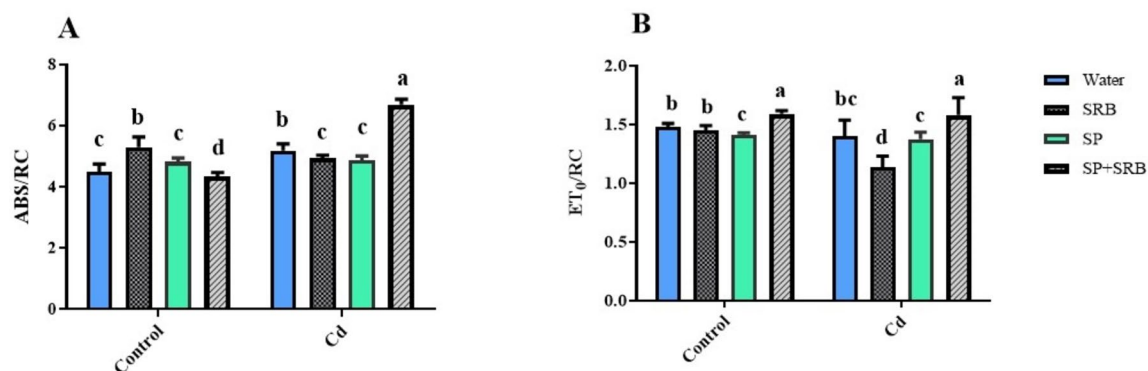 A
ABS/RC
8
6
4
2
0
c
b
c
d
b
c
c
a
Control
Cd
B
ET0/RC
2.0
1.5
1.0
0.5
0.0
b
b
c
a
bc
d
c
a
Control
Cd
Water
SRB
SP
SP+SRB